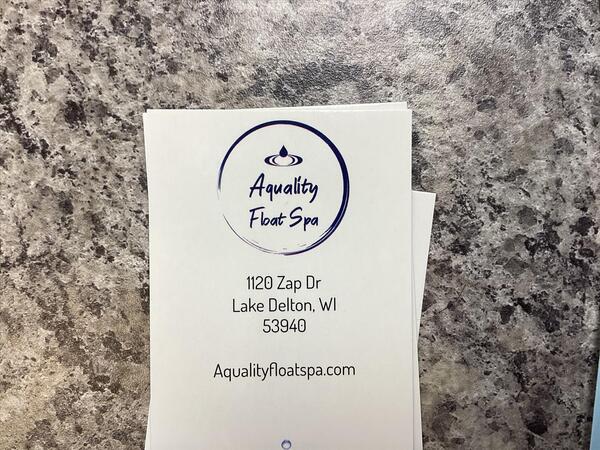 Aquality
Float Spa
1120 Zap Dr
Lake Delton, WI
53940
Aqualityfloatspa.com